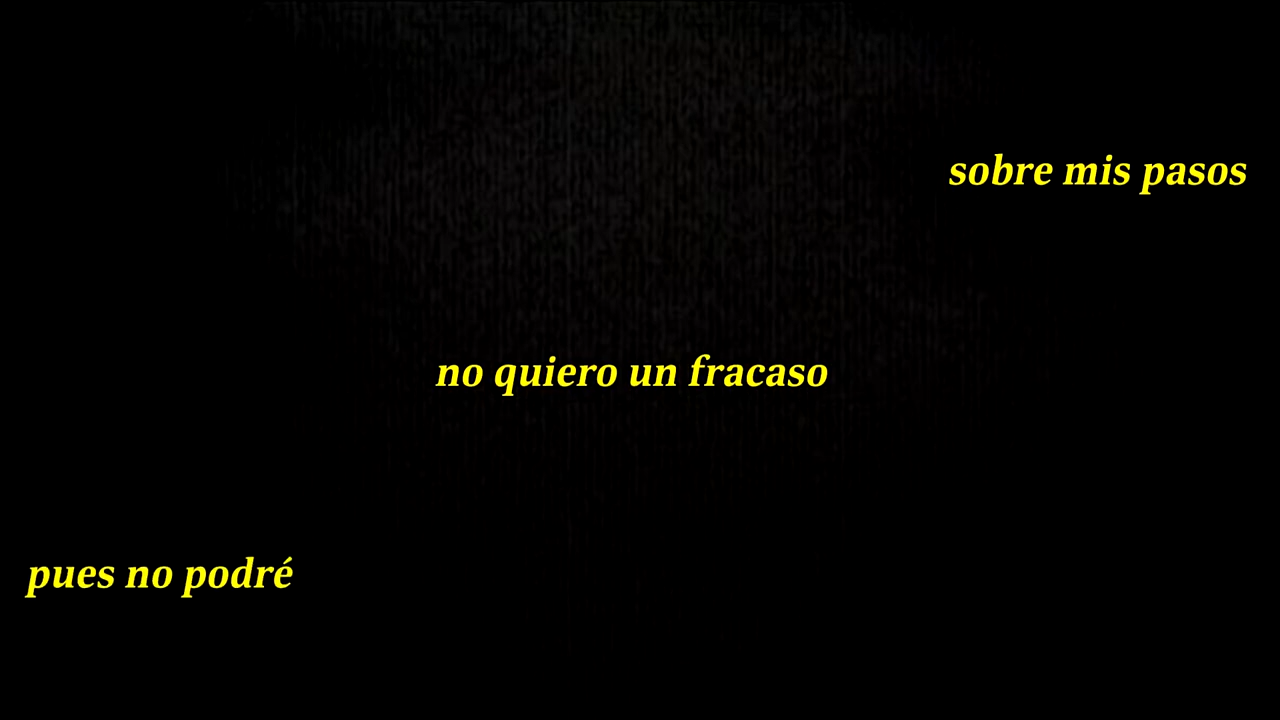 sobre mis pasos
no quiero un fracaso
pues no podré